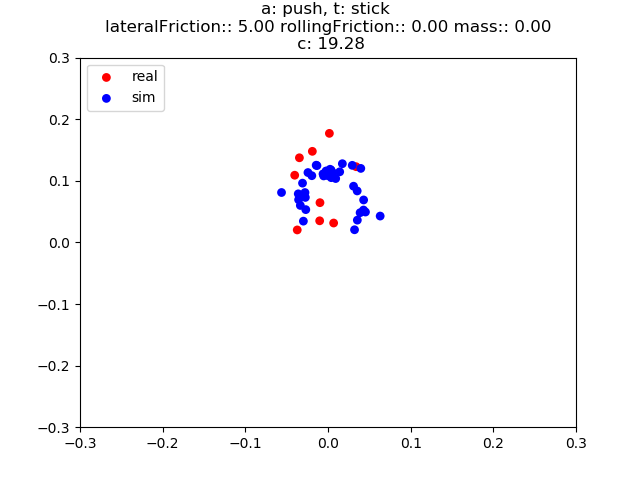 a: push, t: stick
lateralFriction:: 5.00 rollingFriction:: 0.00 mass:: 0.00
c: 19.28
real
sim
0.3
0.2
0.1
0.0
−0.1
−0.2
−0.3
−0.3
−0.2
−0.1
0.0
0.1
0.2
0.3